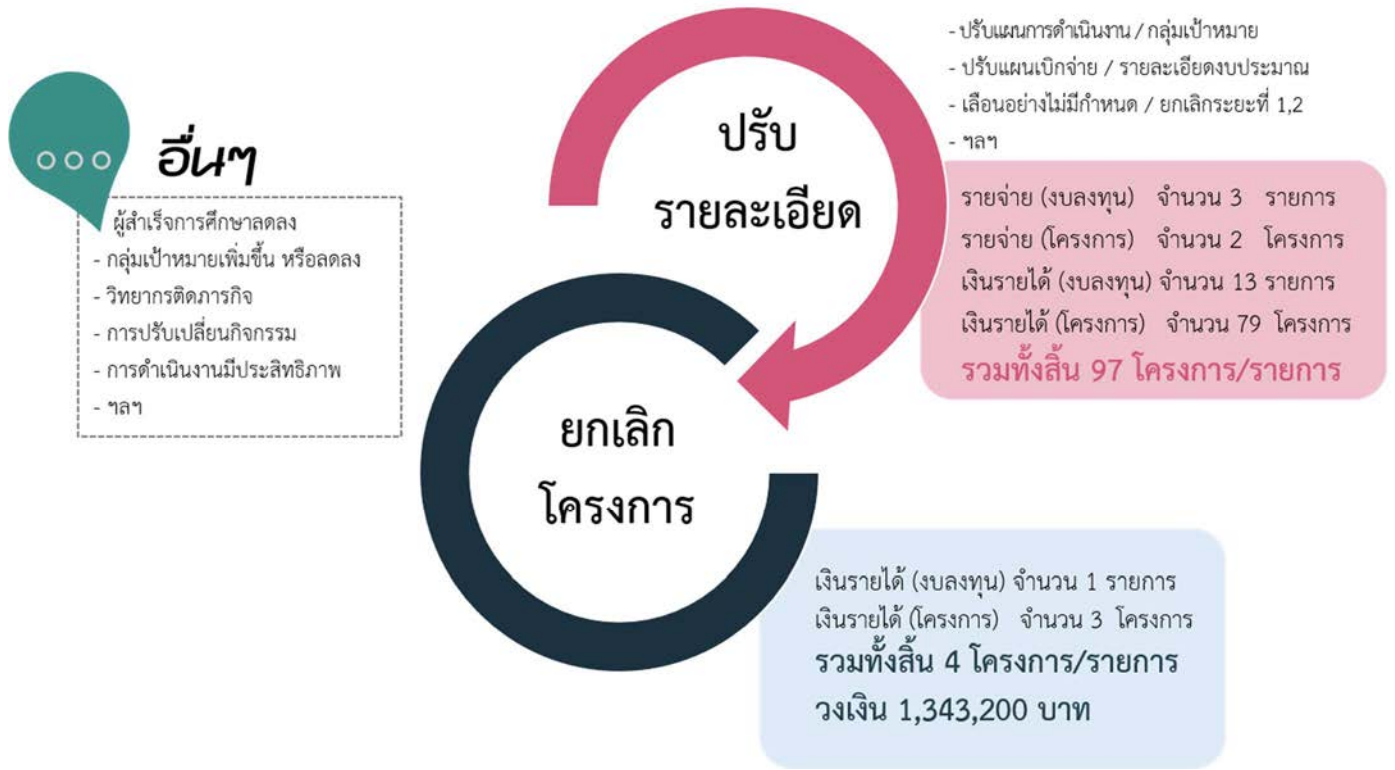 อื่นๆ
ผู้สำเร็จการศึกษาลดลง
- กลุ่มเป้าหมายเพิ่มขึ้น หรือลดลง
- วิทยากรติดภารกิจ
- การปรับเปลี่ยนกิจกรรม
- การดำเนินงานมีประสิทธิภาพ
- ฯลฯ
ปรับ
รายละเอียด
- ปรับแผนการดำเนินงาน / กลุ่มเป้าหมาย
- ปรับแผนเบิกจ่าย / รายละเอียดงบประมาณ
- เลือนอย่างไม่มีกำหนด / ยกเลิกระยะที่ 1,2
- ฯลฯ
รายจ่าย (งบลงทุน) จำนวน 3 รายการ
รายจ่าย (โครงการ) จำนวน 2 โครงการ
เงินรายได้ (งบลงทุน) จำนวน 13 รายการ
เงินรายได้ (โครงการ) จำนวน 79 โครงการ
รวมทั้งสิ้น 97 โครงการ/รายการ
ยกเลิก
โครงการ
เงินรายได้ (งบลงทุน) จำนวน 1 รายการ
เงินรายได้ (โครงการ) จำนวน 3 โครงการ
รวมทั้งสิ้น 4 โครงการ/รายการ
วงเงิน 1,343,200 บาท